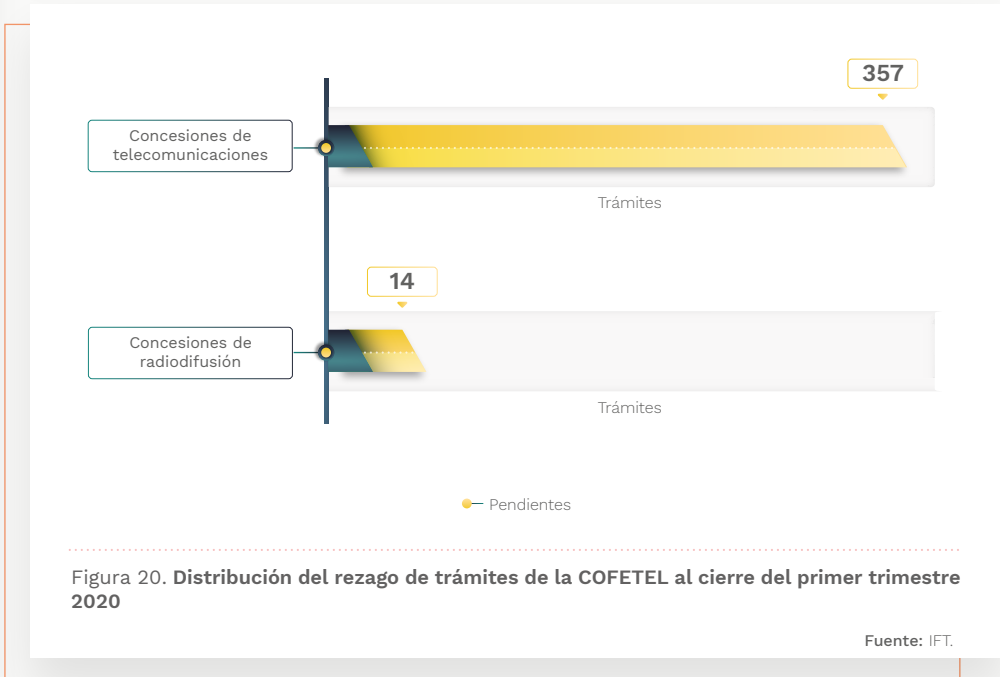 357
Concesiones de
telecomunicaciones
Trámites
14
Concesiones de
radiodifusión
Trámites
Pendientes
Figura 20. Distribución del rezago de trámites de la COFETEL al cierre del primer trimestre
2020
Fuente: IFT.